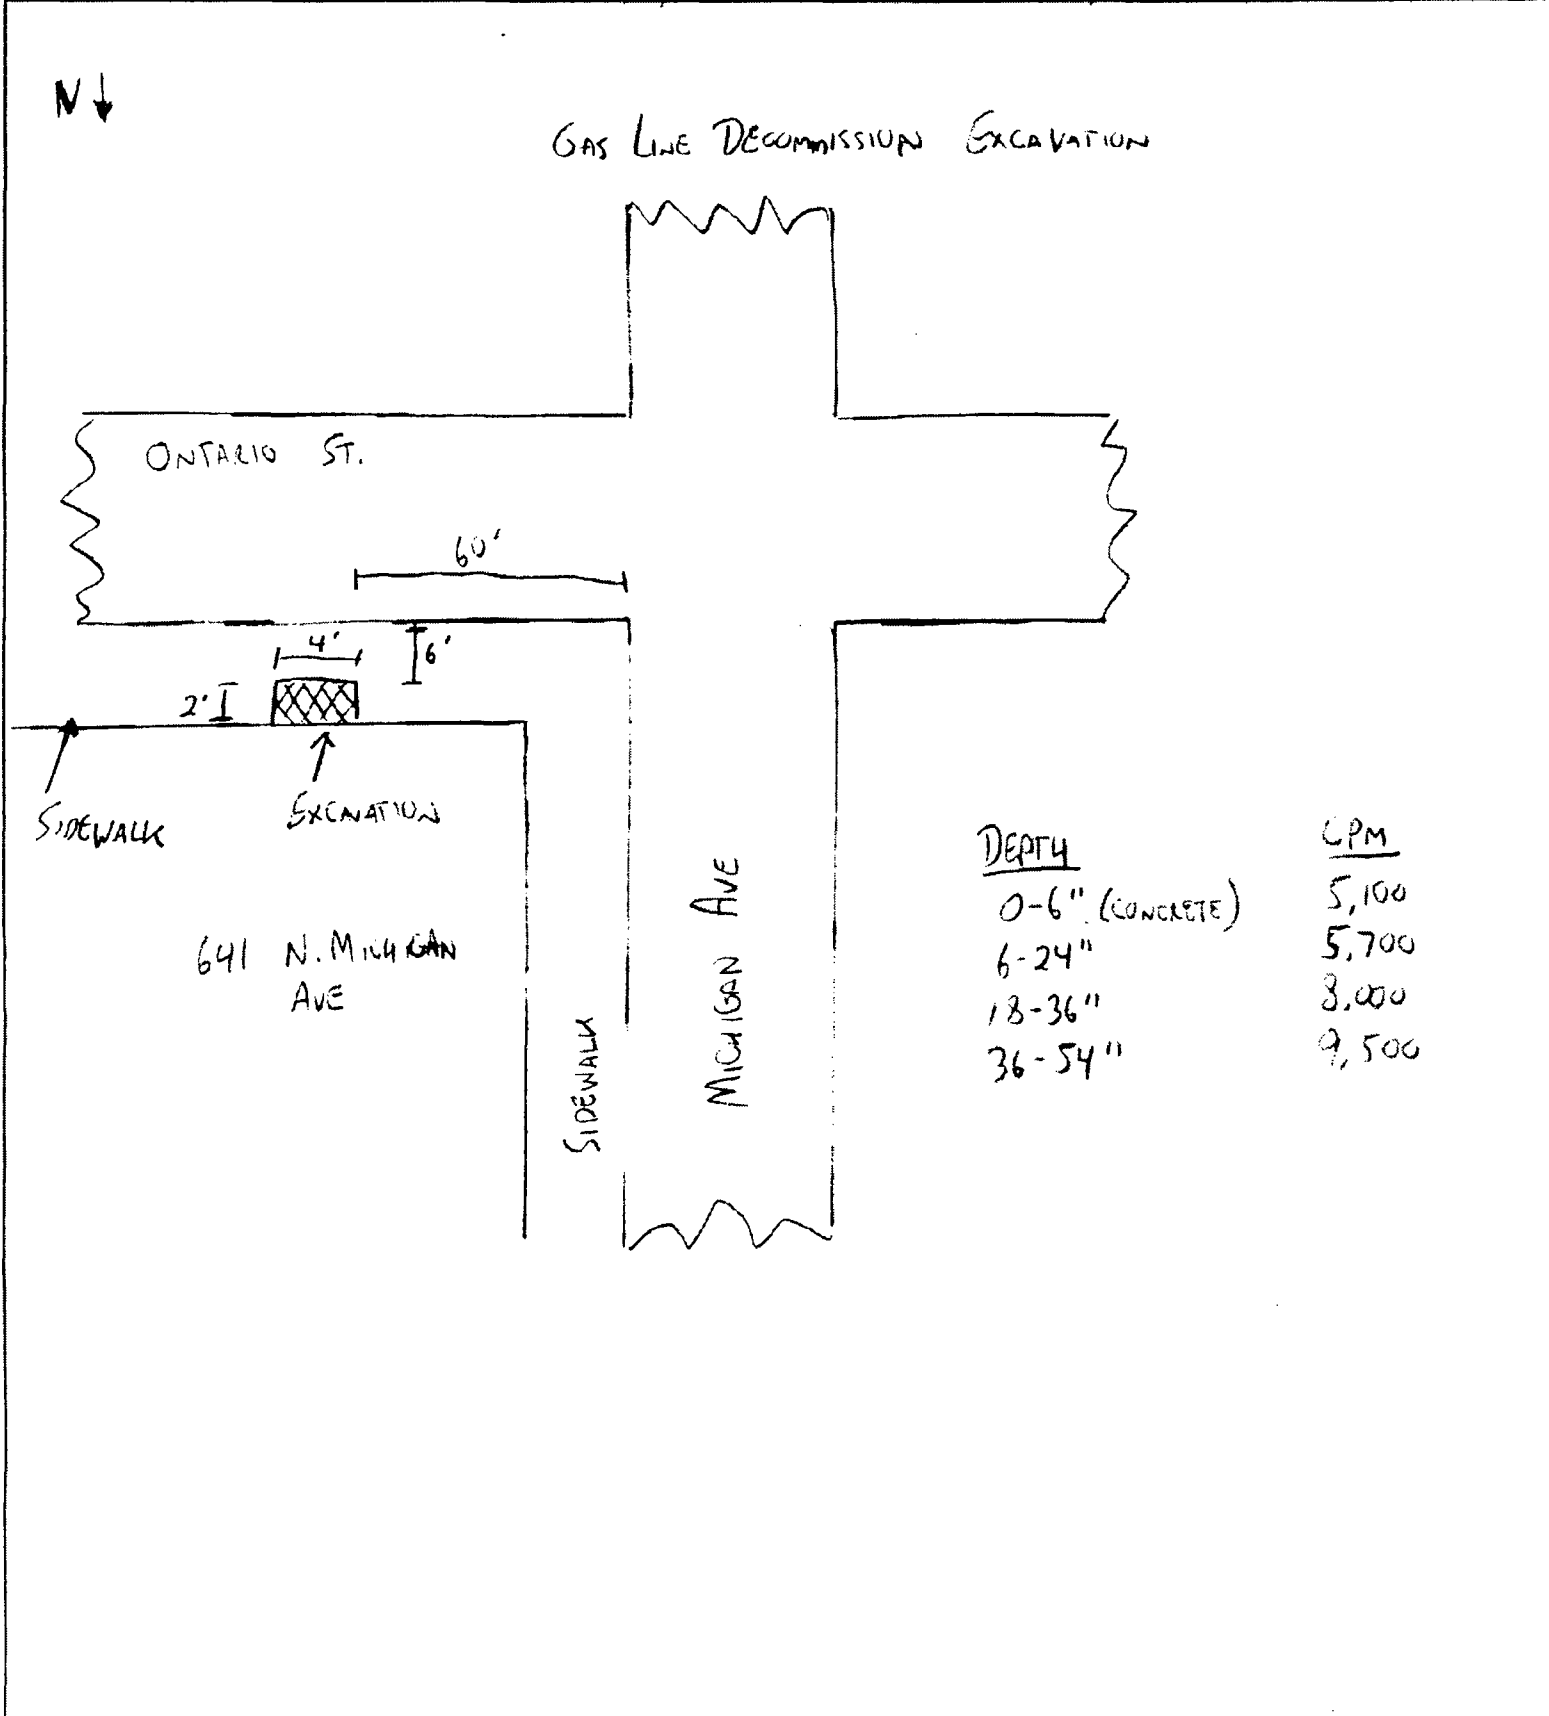 N
GAS LINE DECOMMISSION EXCAVATION
ONTARIO ST.
60'
4'
6'
2'
SIDEWALK
EXCAVATION
641 N. MICHIGAN
AVE
SIDEWALK
MICHIGAN AVE
DEPTH CPM
0-6" (CONCRETE) 5,100
6-24" 5,700
18-36" 8,000
36-54" 9,500